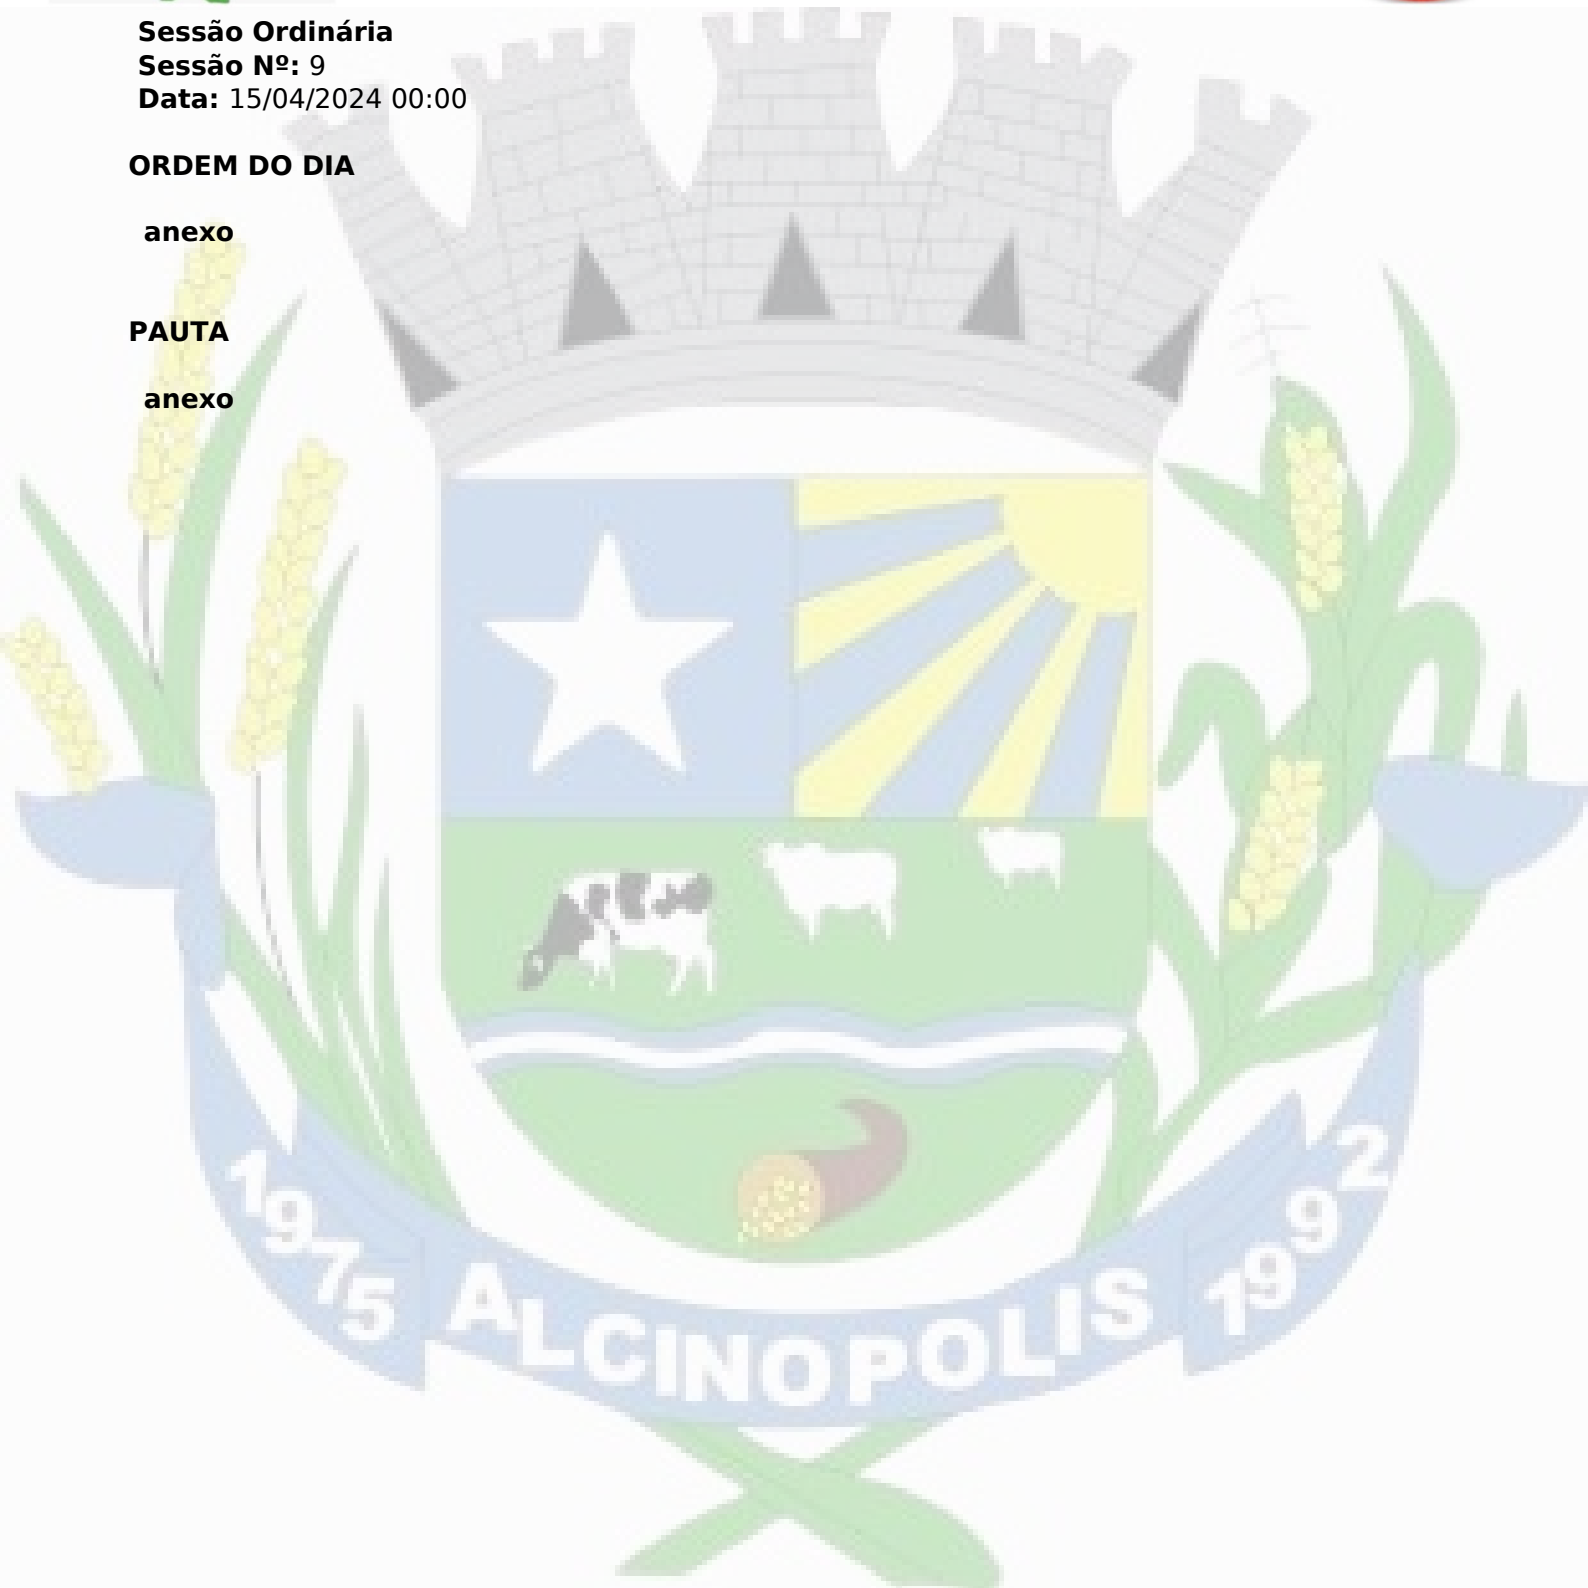 Sessão Ordinária
Sessão Nº: 9
Data: 15/04/2024 00:00
ORDEM DO DIA
anexo
PAUTA
anexo
1975 ALCINOPOLIS 1992